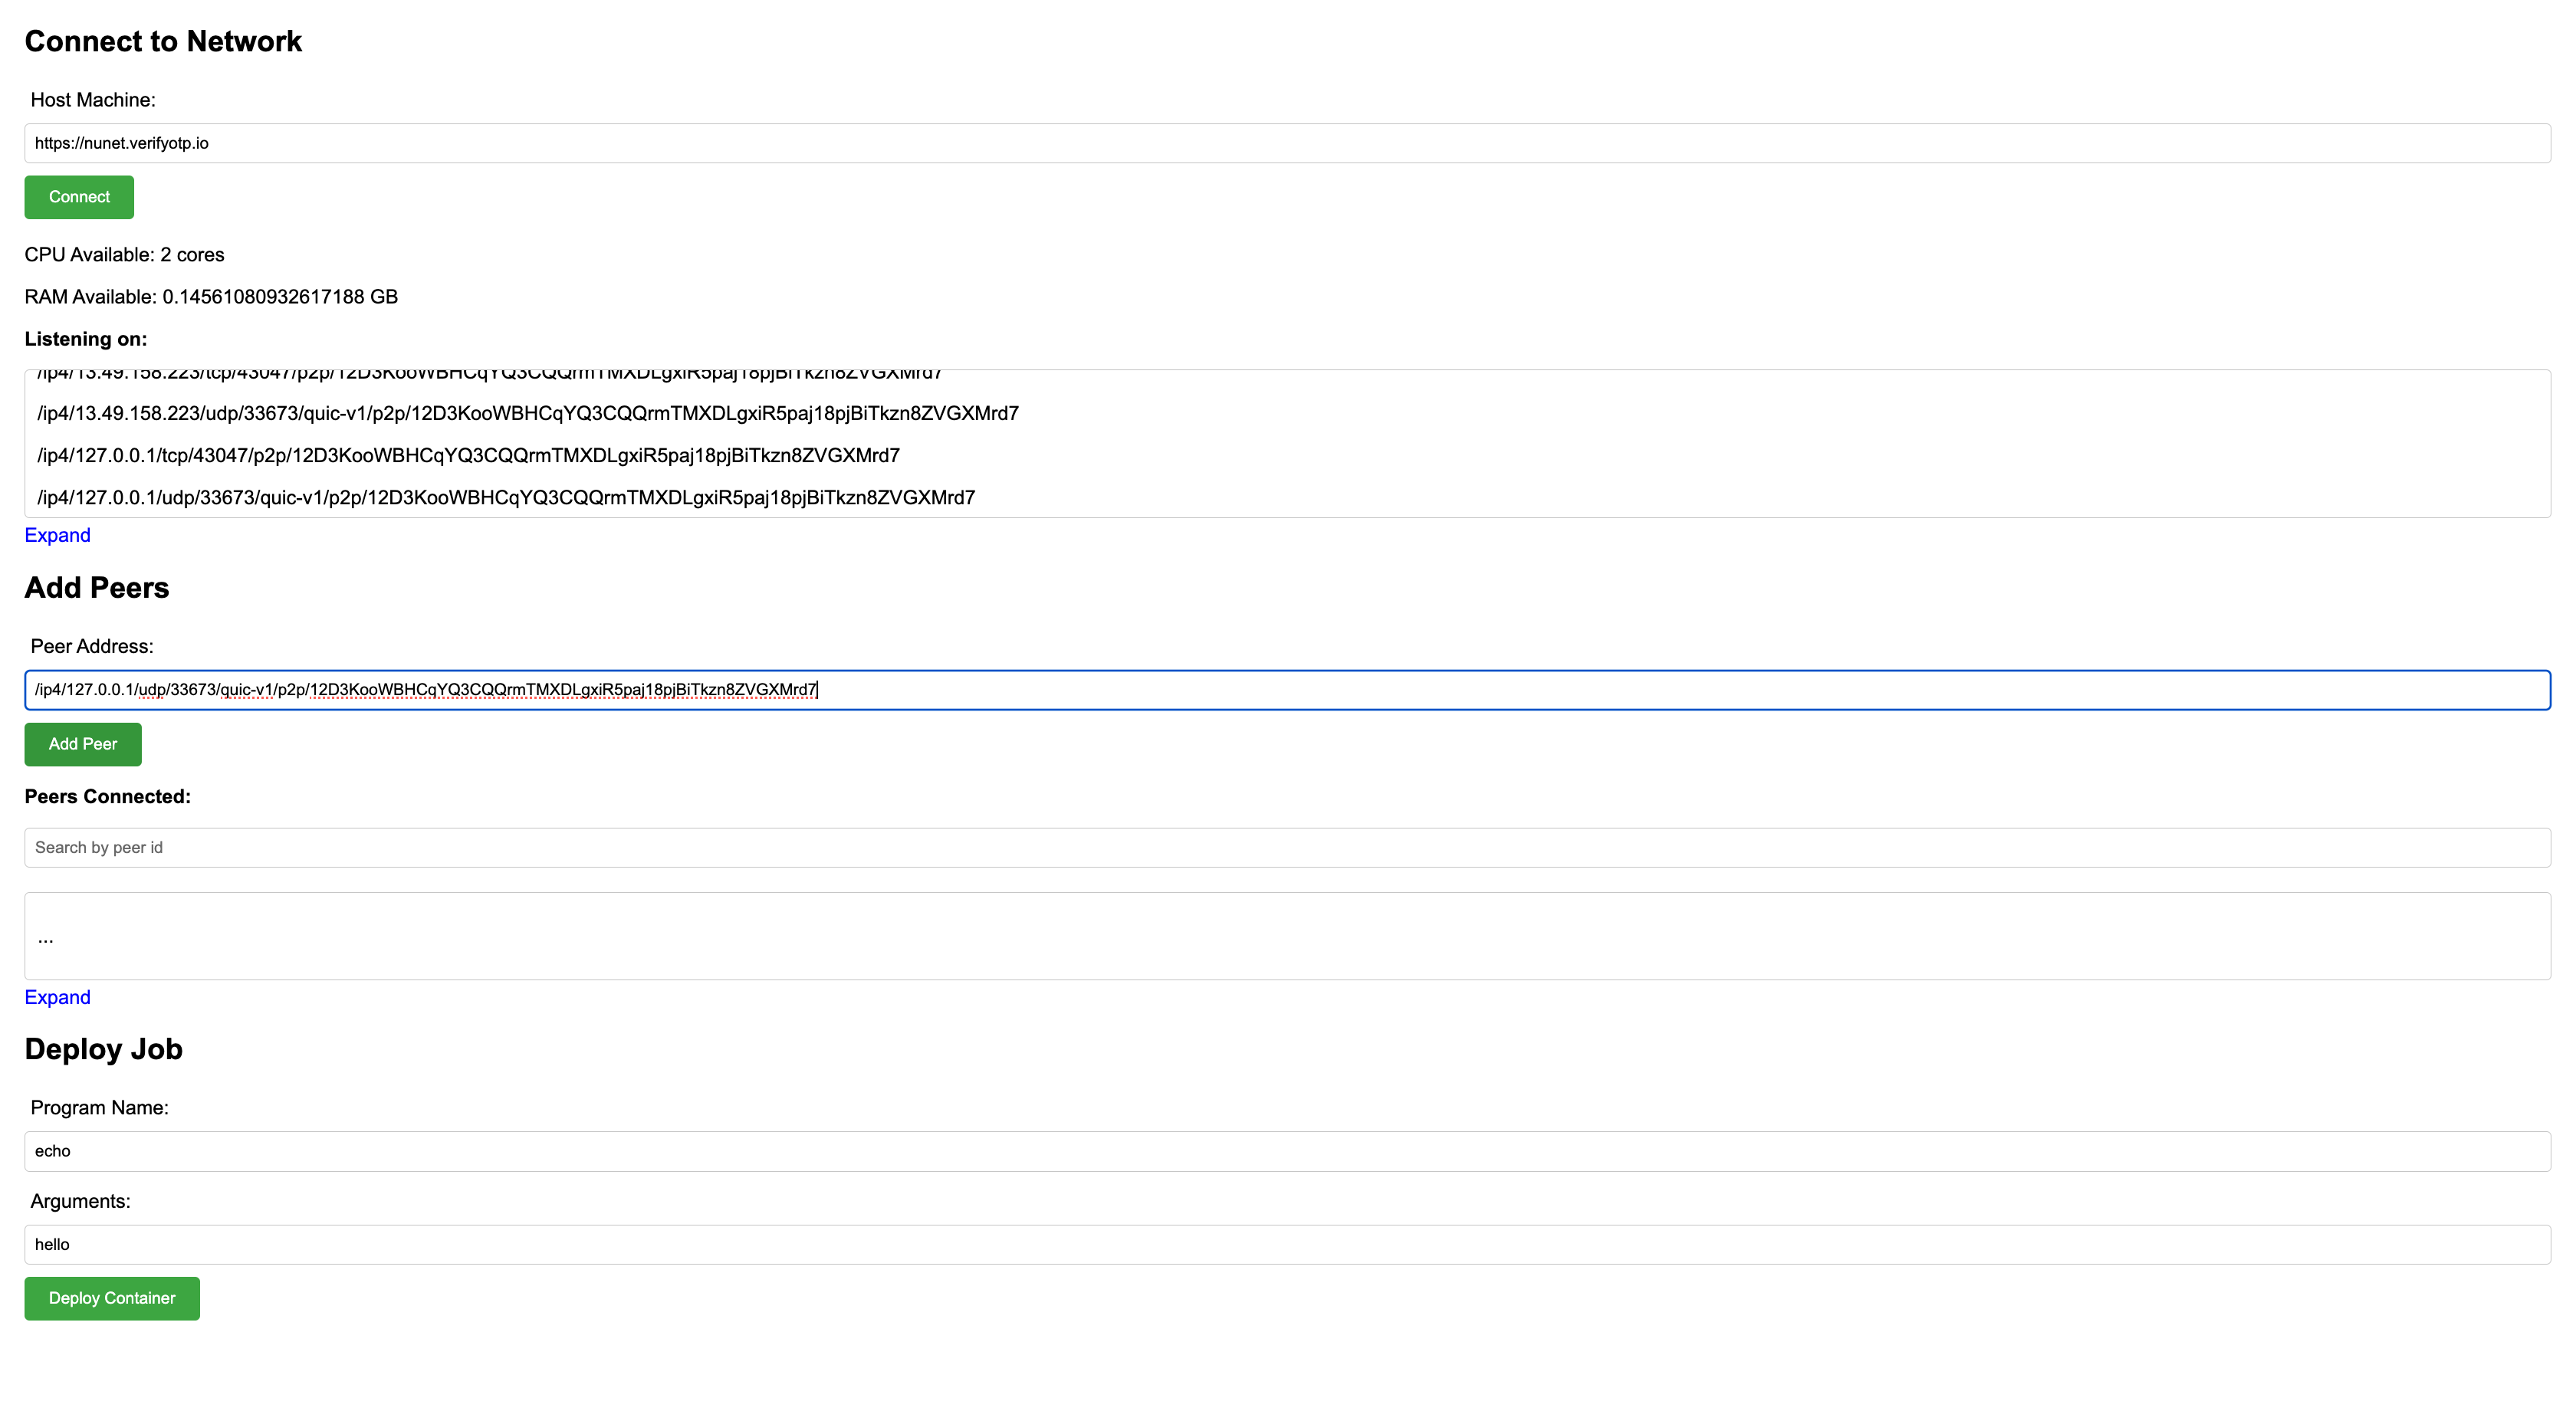 Connect to Network
Host Machine:
https://nunet.verifyotp.io
Connect
CPU Available: 2 cores
RAM Available: 0.14561080932617188 GB
Listening on:
/ip4/13.49.158.223/tcp/43047/p2p/12D3KooWBHCqYQ3CQQrmTMXDLgxiR5paj18pjBiTkzn8ZVGXMrd7
/ip4/13.49.158.223/udp/33673/quic-v1/p2p/12D3KooWBHCqYQ3CQQrmTMXDLgxiR5paj18pjBiTkzn8ZVGXMrd7
/ip4/127.0.0.1/tcp/43047/p2p/12D3KooWBHCqYQ3CQQrmTMXDLgxiR5paj18pjBiTkzn8ZVGXMrd7
/ip4/127.0.0.1/udp/33673/quic-v1/p2p/12D3KooWBHCqYQ3CQQrmTMXDLgxiR5paj18pjBiTkzn8ZVGXMrd7
Expand
Add Peers
Peer Address:
/ip4/127.0.0.1/udp/33673/quic-v1/p2p/12D3KooWBHCqYQ3CQQrmTMXDLgxiR5paj18pjBiTkzn8ZVGXMrd7
Add Peer
Peers Connected:
Search by peer id
...
Expand
Deploy Job
Program Name:
echo
Arguments:
hello
Deploy Container